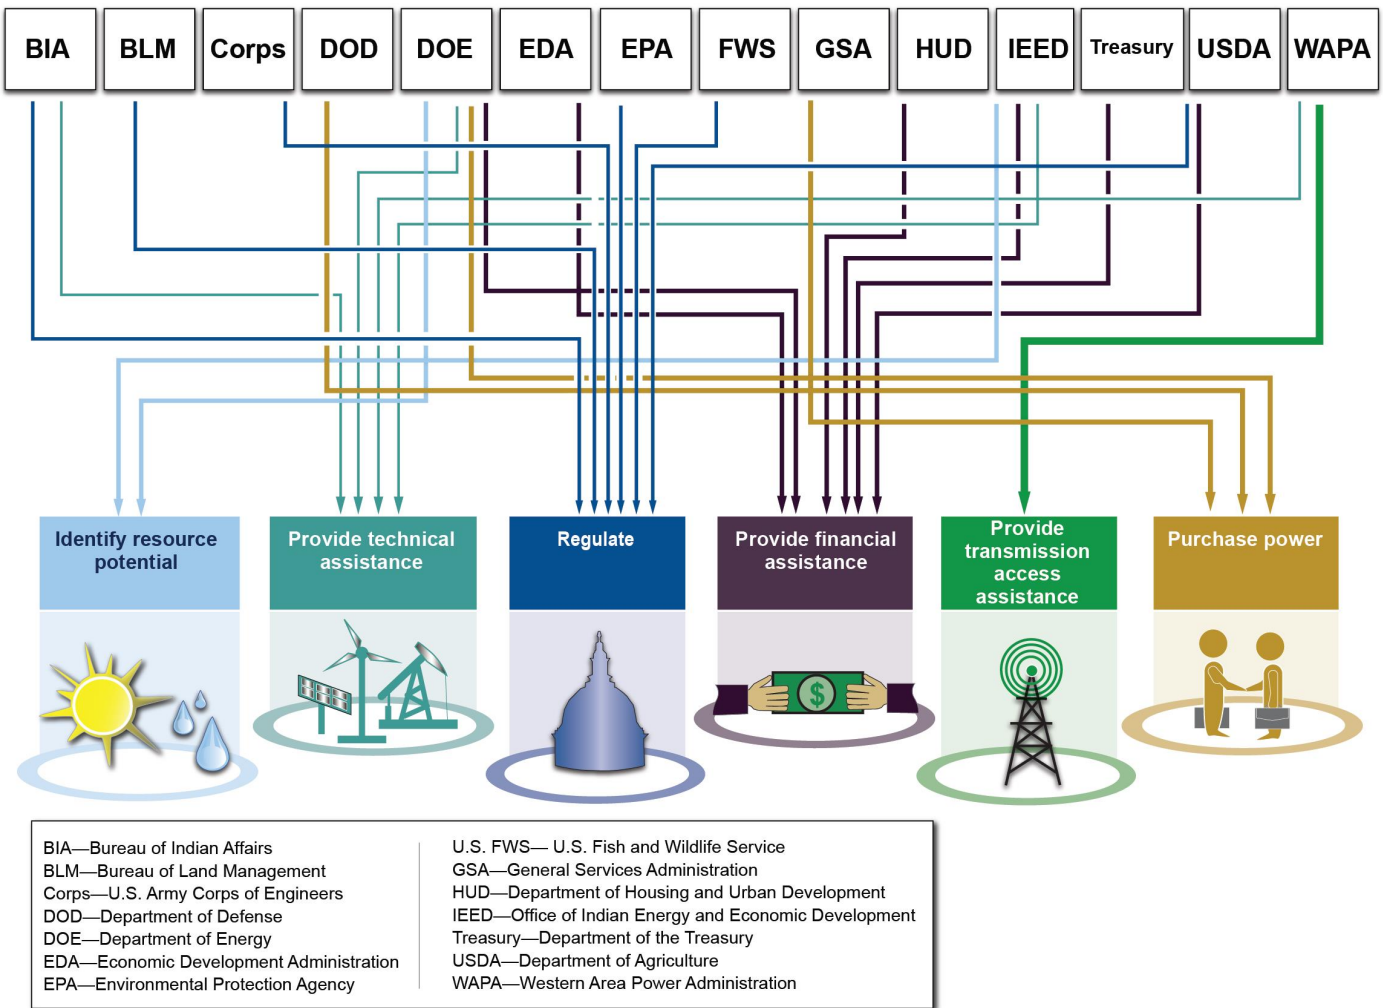 BIA BLM Corps DOD DOE EDA EPA FWS GSA HUD IEED Treasury USDA WAPA
Identify resource
potential
Provide technical
assistance
Regulate
Provide financial
assistance
Provide
transmission
access
assistance
Purchase power
$
BIA—Bureau of Indian Affairs
BLM—Bureau of Land Management
Corps—U.S. Army Corps of Engineers
DOD—Department of Defense
DOE—Department of Energy
EDA—Economic Development Administration
EPA—Environmental Protection Agency
U.S. FWS— U.S. Fish and Wildlife Service
GSA—General Services Administration
HUD—Department of Housing and Urban Development
IEED—Office of Indian Energy and Economic Development
Treasury—Department of the Treasury
USDA—Department of Agriculture
WAPA—Western Area Power Administration